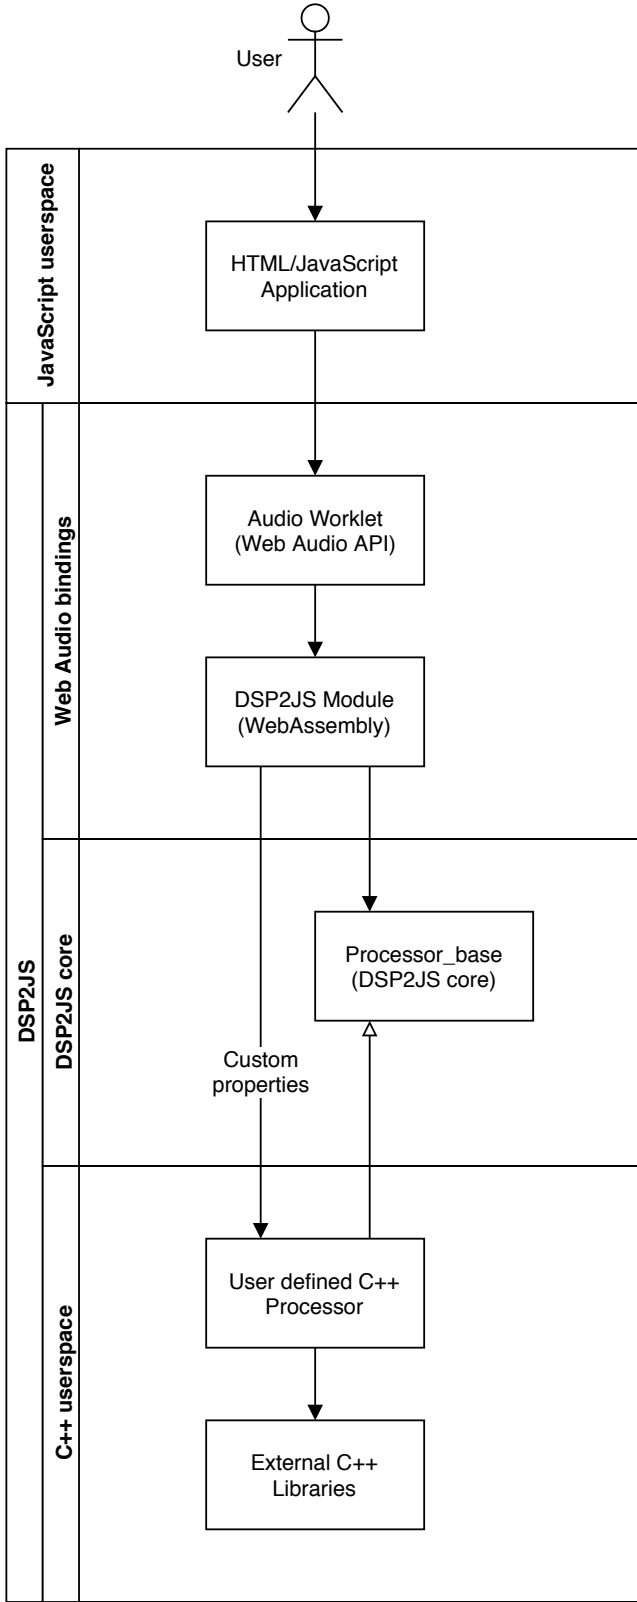 User
JavaScript userspace
HTML/JavaScript
Application
DSP2JS
Web Audio bindings
Audio Worklet
(Web Audio API)
DSP2JS Module
(WebAssembly)
DSP2JS core
Processor_base
(DSP2JS core)
Custom
properties
C++ userspace
User defined C++
Processor
External C++
Libraries